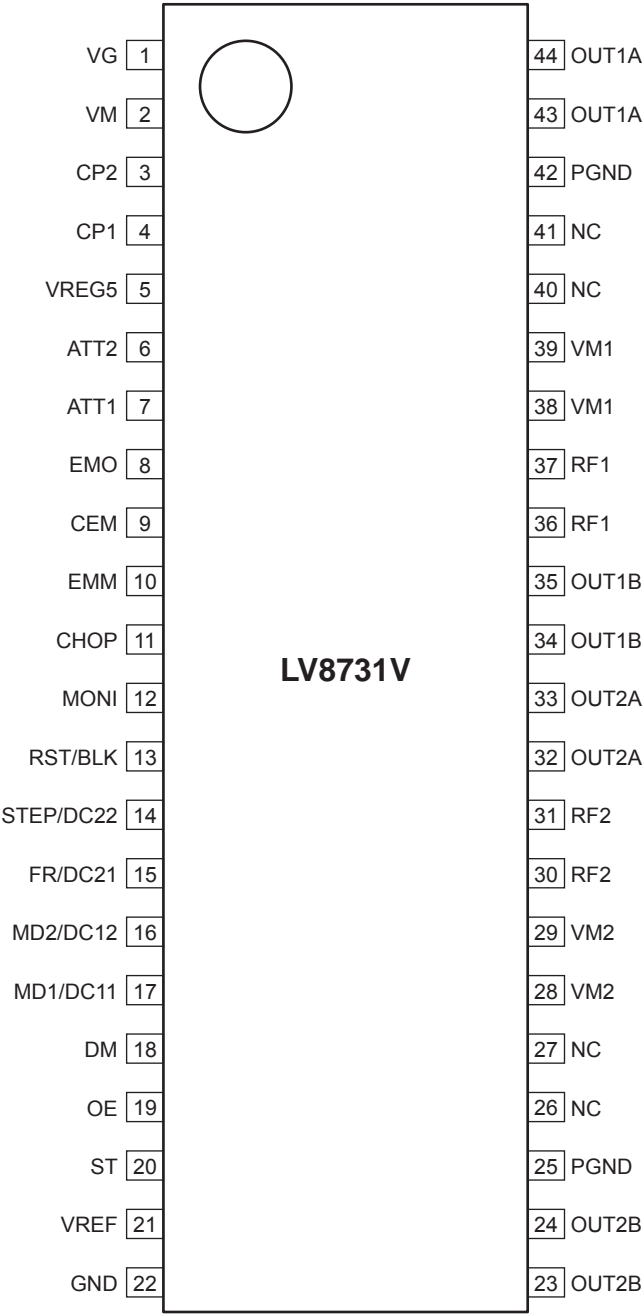 VG 1 44 OUT1A
VM 2 43 OUT1A
CP2 3 42 PGND
CP1 4 41 NC
VREG5 5 40 NC
ATT2 6 39 VM1
ATT1 7 38 VM1
EMO 8 37 RF1
CEM 9 36 RF1
EMM 10 35 OUT1B
CHOP 11 34 OUT1B
LV8731V
MONI 12 33 OUT2A
RST/BLK 13 32 OUT2A
STEP/DC22 14 31 RF2
FR/DC21 15 30 RF2
MD2/DC12 16 29 VM2
MD1/DC11 17 28 VM2
DM 18 27 NC
OE 19 26 NC
ST 20 25 PGND
VREF 21 24 OUT2B
GND 22 23 OUT2B